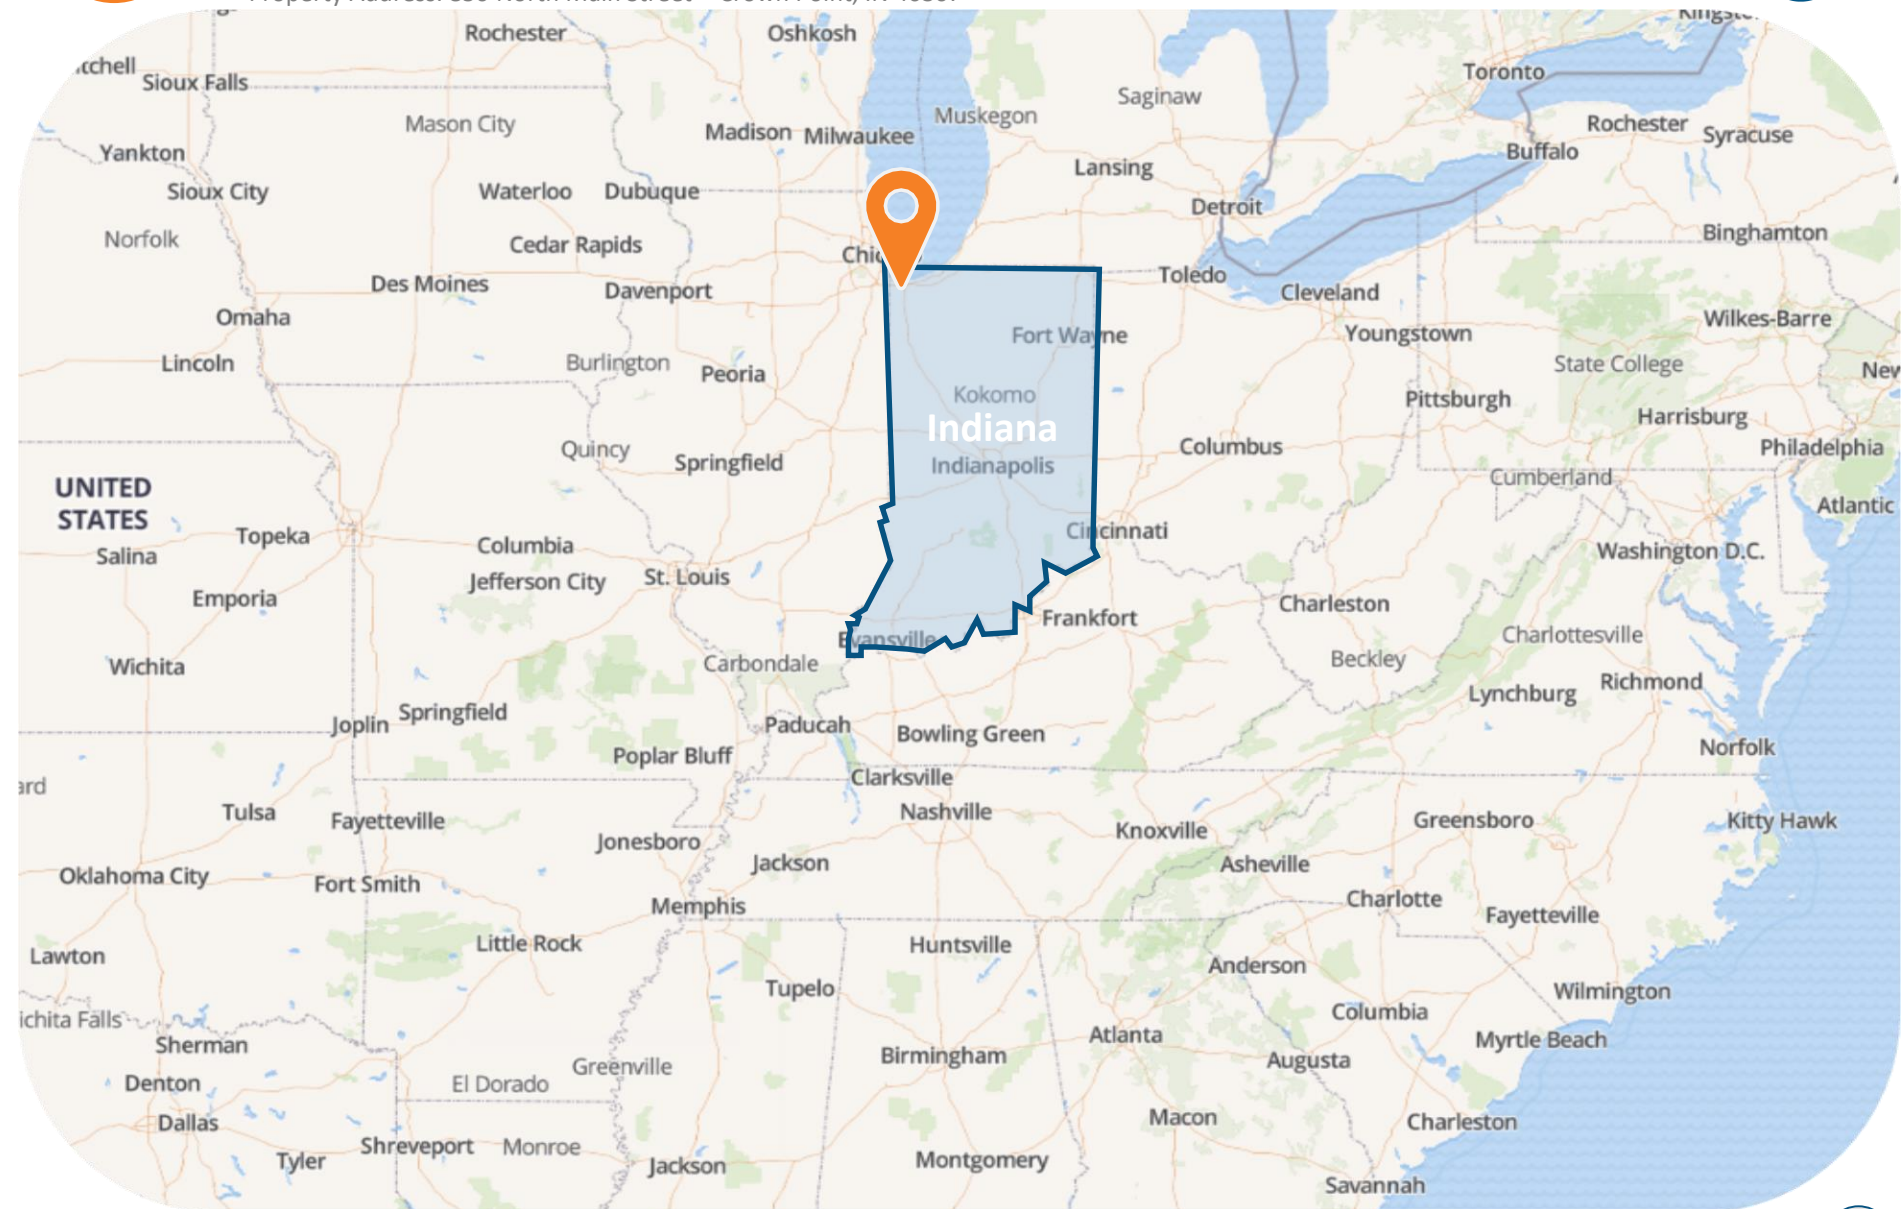 Rochester
Oshkosh
Sioux Falls
Toronto
Saginaw
Mason City
Muskegon
Madison
Milwaukee
Rochester
Syracuse
Yankton
Buffalo
Lansing
Sioux City
Waterloo
Dubuque
Detroit
Norfolk
Cedar Rapids
Binghamton
Chic
Des Moines
Davenport
Toledo
Cleveland
Omaha
Fort Wayne
Youngstown
Wilkes-Barre
Lincoln
Burlington
Peoria
State College
New
Kokomo
Pittsburgh
Harrisburg
Indiana
Quincy
Springfield
Indianapolis
Columbus
Philadelphia
UNITED
STATES
Cumberland
Atlantic
Topeka
Salina
Columbia
Cincinnati
Washington D.C.
Jefferson City
St. Louis
Emporia
Frankfort
Charleston
Evansville
Charlottesville
Wichita
Carbondale
Beckley
Lynchburg
Richmond
Joplin
Springfield
Paducah
Bowling Green
Poplar Bluff
Norfolk
Clarksville
ard
Tulsa
Fayetteville
Nashville
Knoxville
Greensboro
Kitty Hawk
Jonesboro
Jackson
Asheville
Oklahoma City
Fort Smith
Memphis
Charlotte
Fayetteville
Lawton
Little Rock
Huntsville
Anderson
Tupelo
Wilmington
ichita Falls
Columbia
Sherman
Atlanta
Myrtle Beach
Birmingham
Augusta
Greenville
Denton
El Dorado
Dallas
Macon
Charleston
Shreveport
Monroe
Tyler
Jackson
Montgomery
Savannah